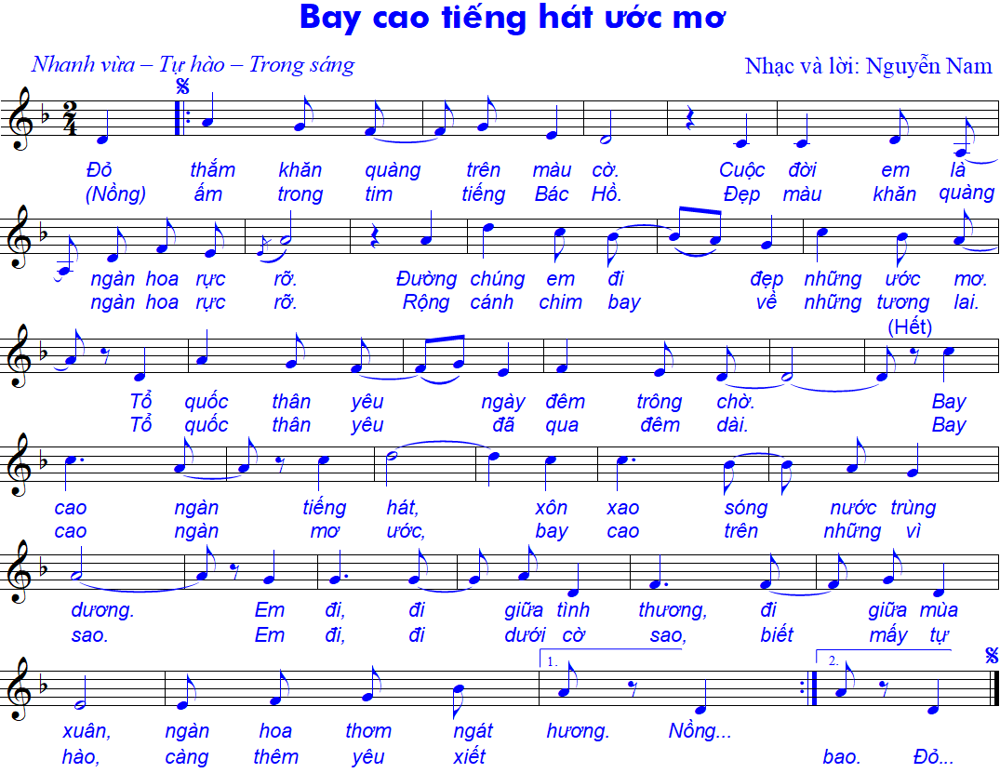 Bay cao tiếng hát ước mơ
Nhanh vừa – Tự hào – Trong sáng
Nhạc và lời: Nguyễn Nam
2
4
Đỏ thắm khăn quàng trên màu cờ. Cuộc đời em là
(Nồng) ấm trong tim tiếng Bác Hồ. Đẹp màu khăn quàng
ngàn hoa rực rỡ. Đường chúng em đi đẹp những ước mơ.
ngàn hoa rực rỡ. Rộng cánh chim bay về những tương lai.
(Hết)
Tổ quốc thân yêu ngày đêm trông chờ. Bay
Tổ quốc thân yêu đã qua đêm dài. Bay
cao ngàn tiếng hát, xôn xao sóng nước trùng
cao ngàn mơ ước, bay cao trên những vì
dương. Em đi, đi giữa tình thương, đi giữa mùa
sao. Em đi, đi dưới cờ sao, biết mấy tự
1. 2.
xuân, ngàn hoa thơm ngát hương. Nồng...
hào, càng thêm yêu xiết bao. Đỏ...